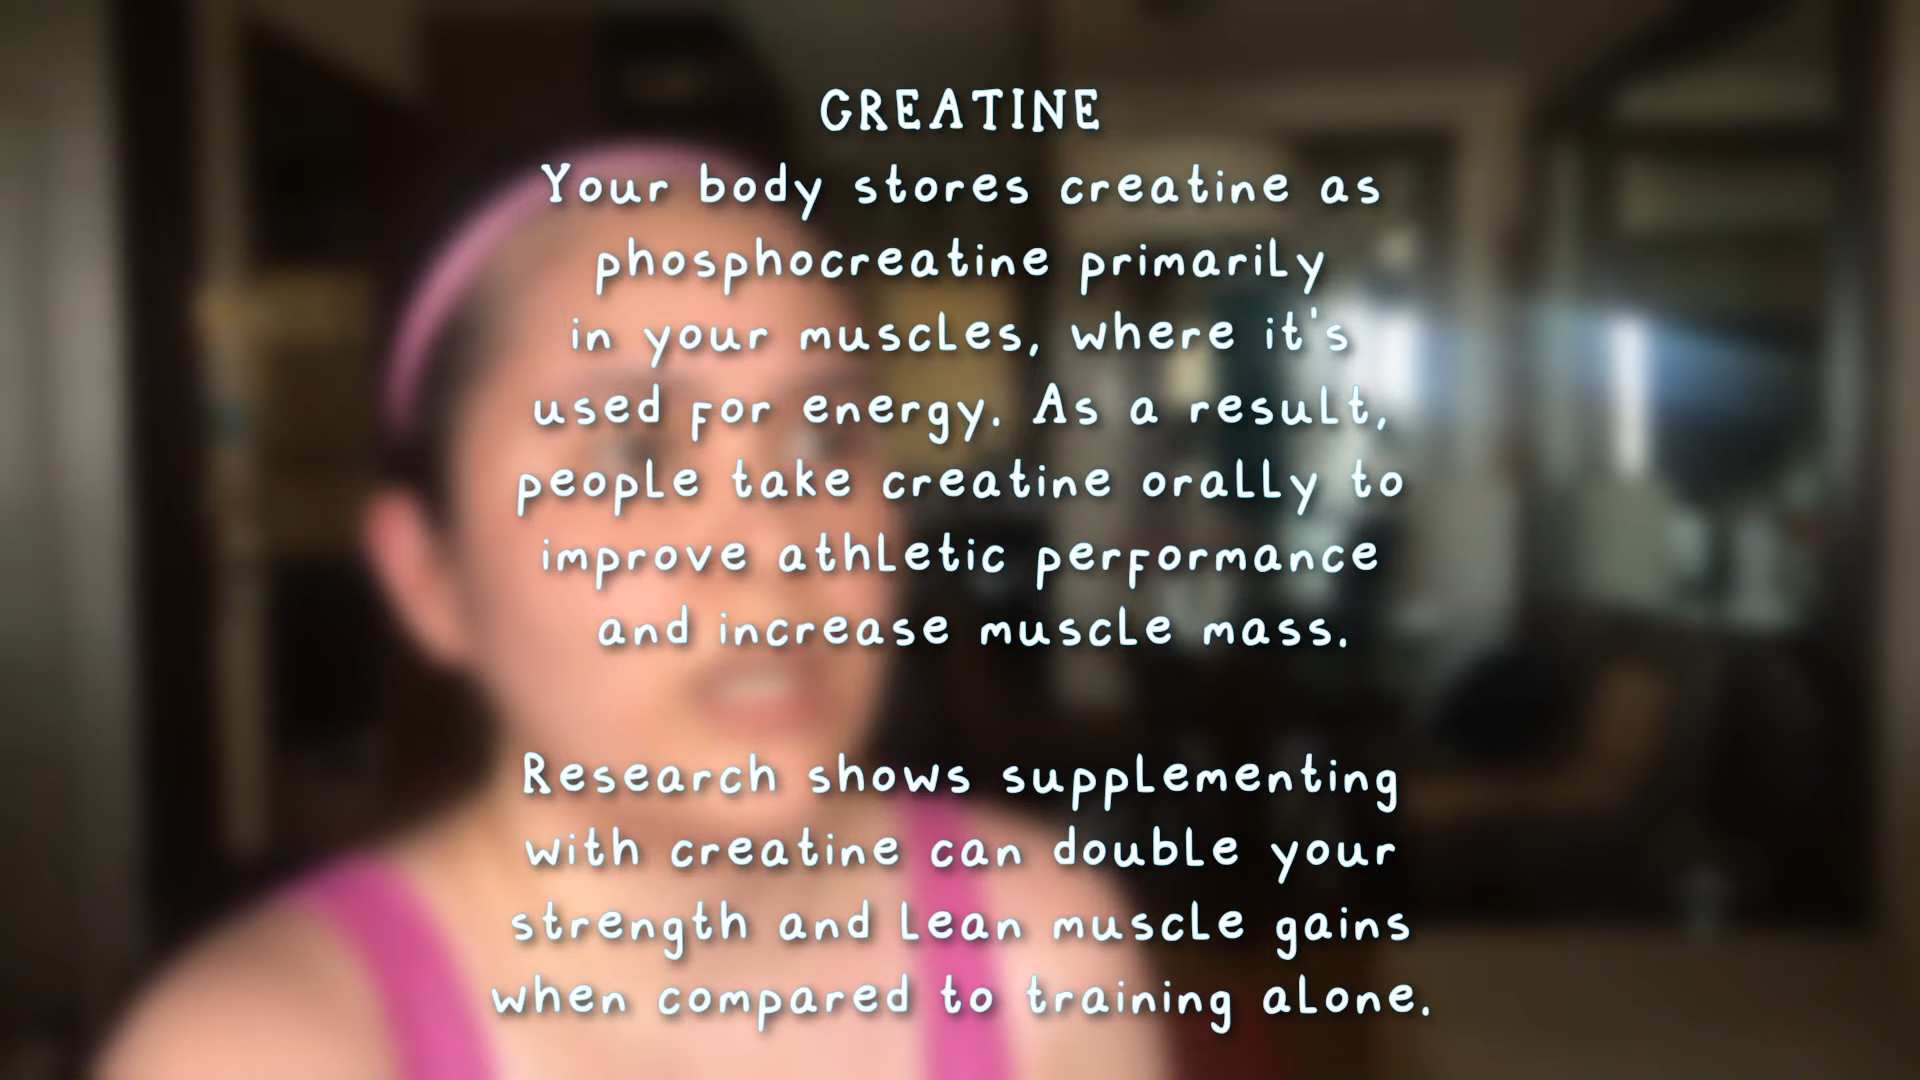 CREATINE
Your body stores creatine as
phosphocreatine primarily
in your muscles, where it's
used for energy. As a result,
people take creatine orally to
improve athletic performance
and increase muscle mass.
Research shows supplementing
with creatine can double your
strength and lean muscle gains
when compared to training alone.